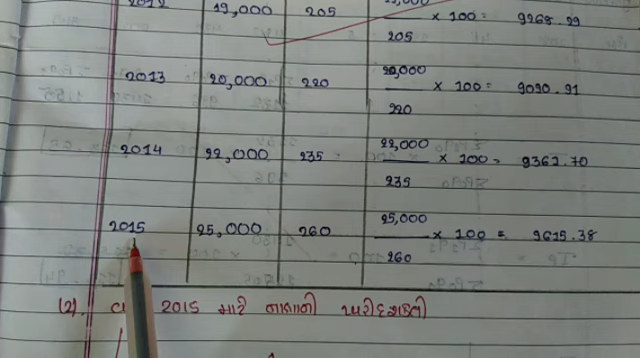 2012 19,000 205 × 100 = 9268.29
205
2013 20,000 220 20,000 × 100 = 9090.91
220
2014 22,000 235 22,000 × 100 = 9362.70
235
2015 25,000 260 25,000 × 100 = 9615.38
260
(2). 2015 માટે નાણાની ખરીદશક્તિ